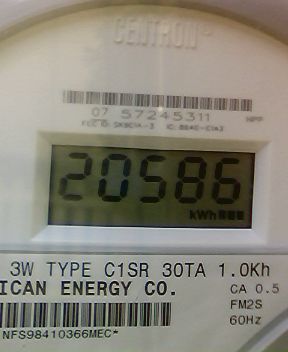 CENTRON
07 57245311
20586
kWh
3W TYPE C1SR 30TA 1.0Kh
ICAN ENERGY CO. CA 0.5
FM2S
NFS98410366MEC* 60Hz